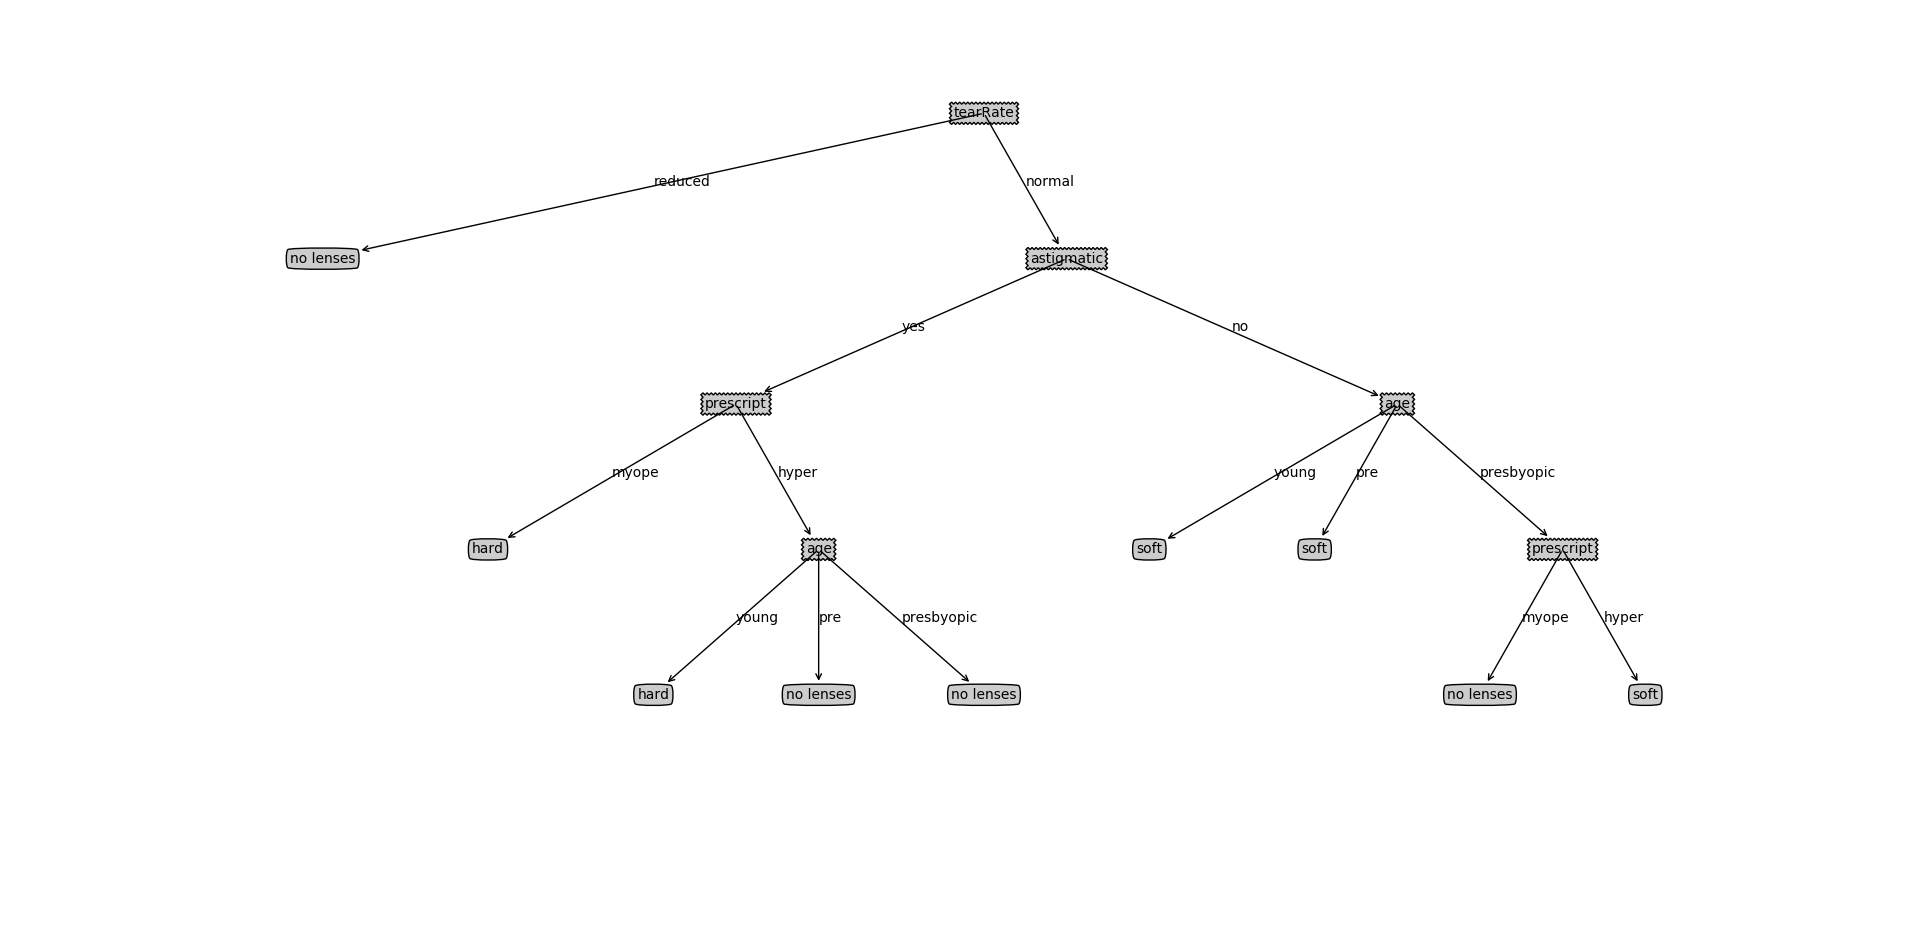 tearRate
reduced
normal
no lenses
astigmatic
yes
no
prescript
age
myope
hyper
young
pre
presbyopic
hard
age
soft
soft
prescript
young
pre
presbyopic
myope
hyper
hard
no lenses
no lenses
no lenses
soft